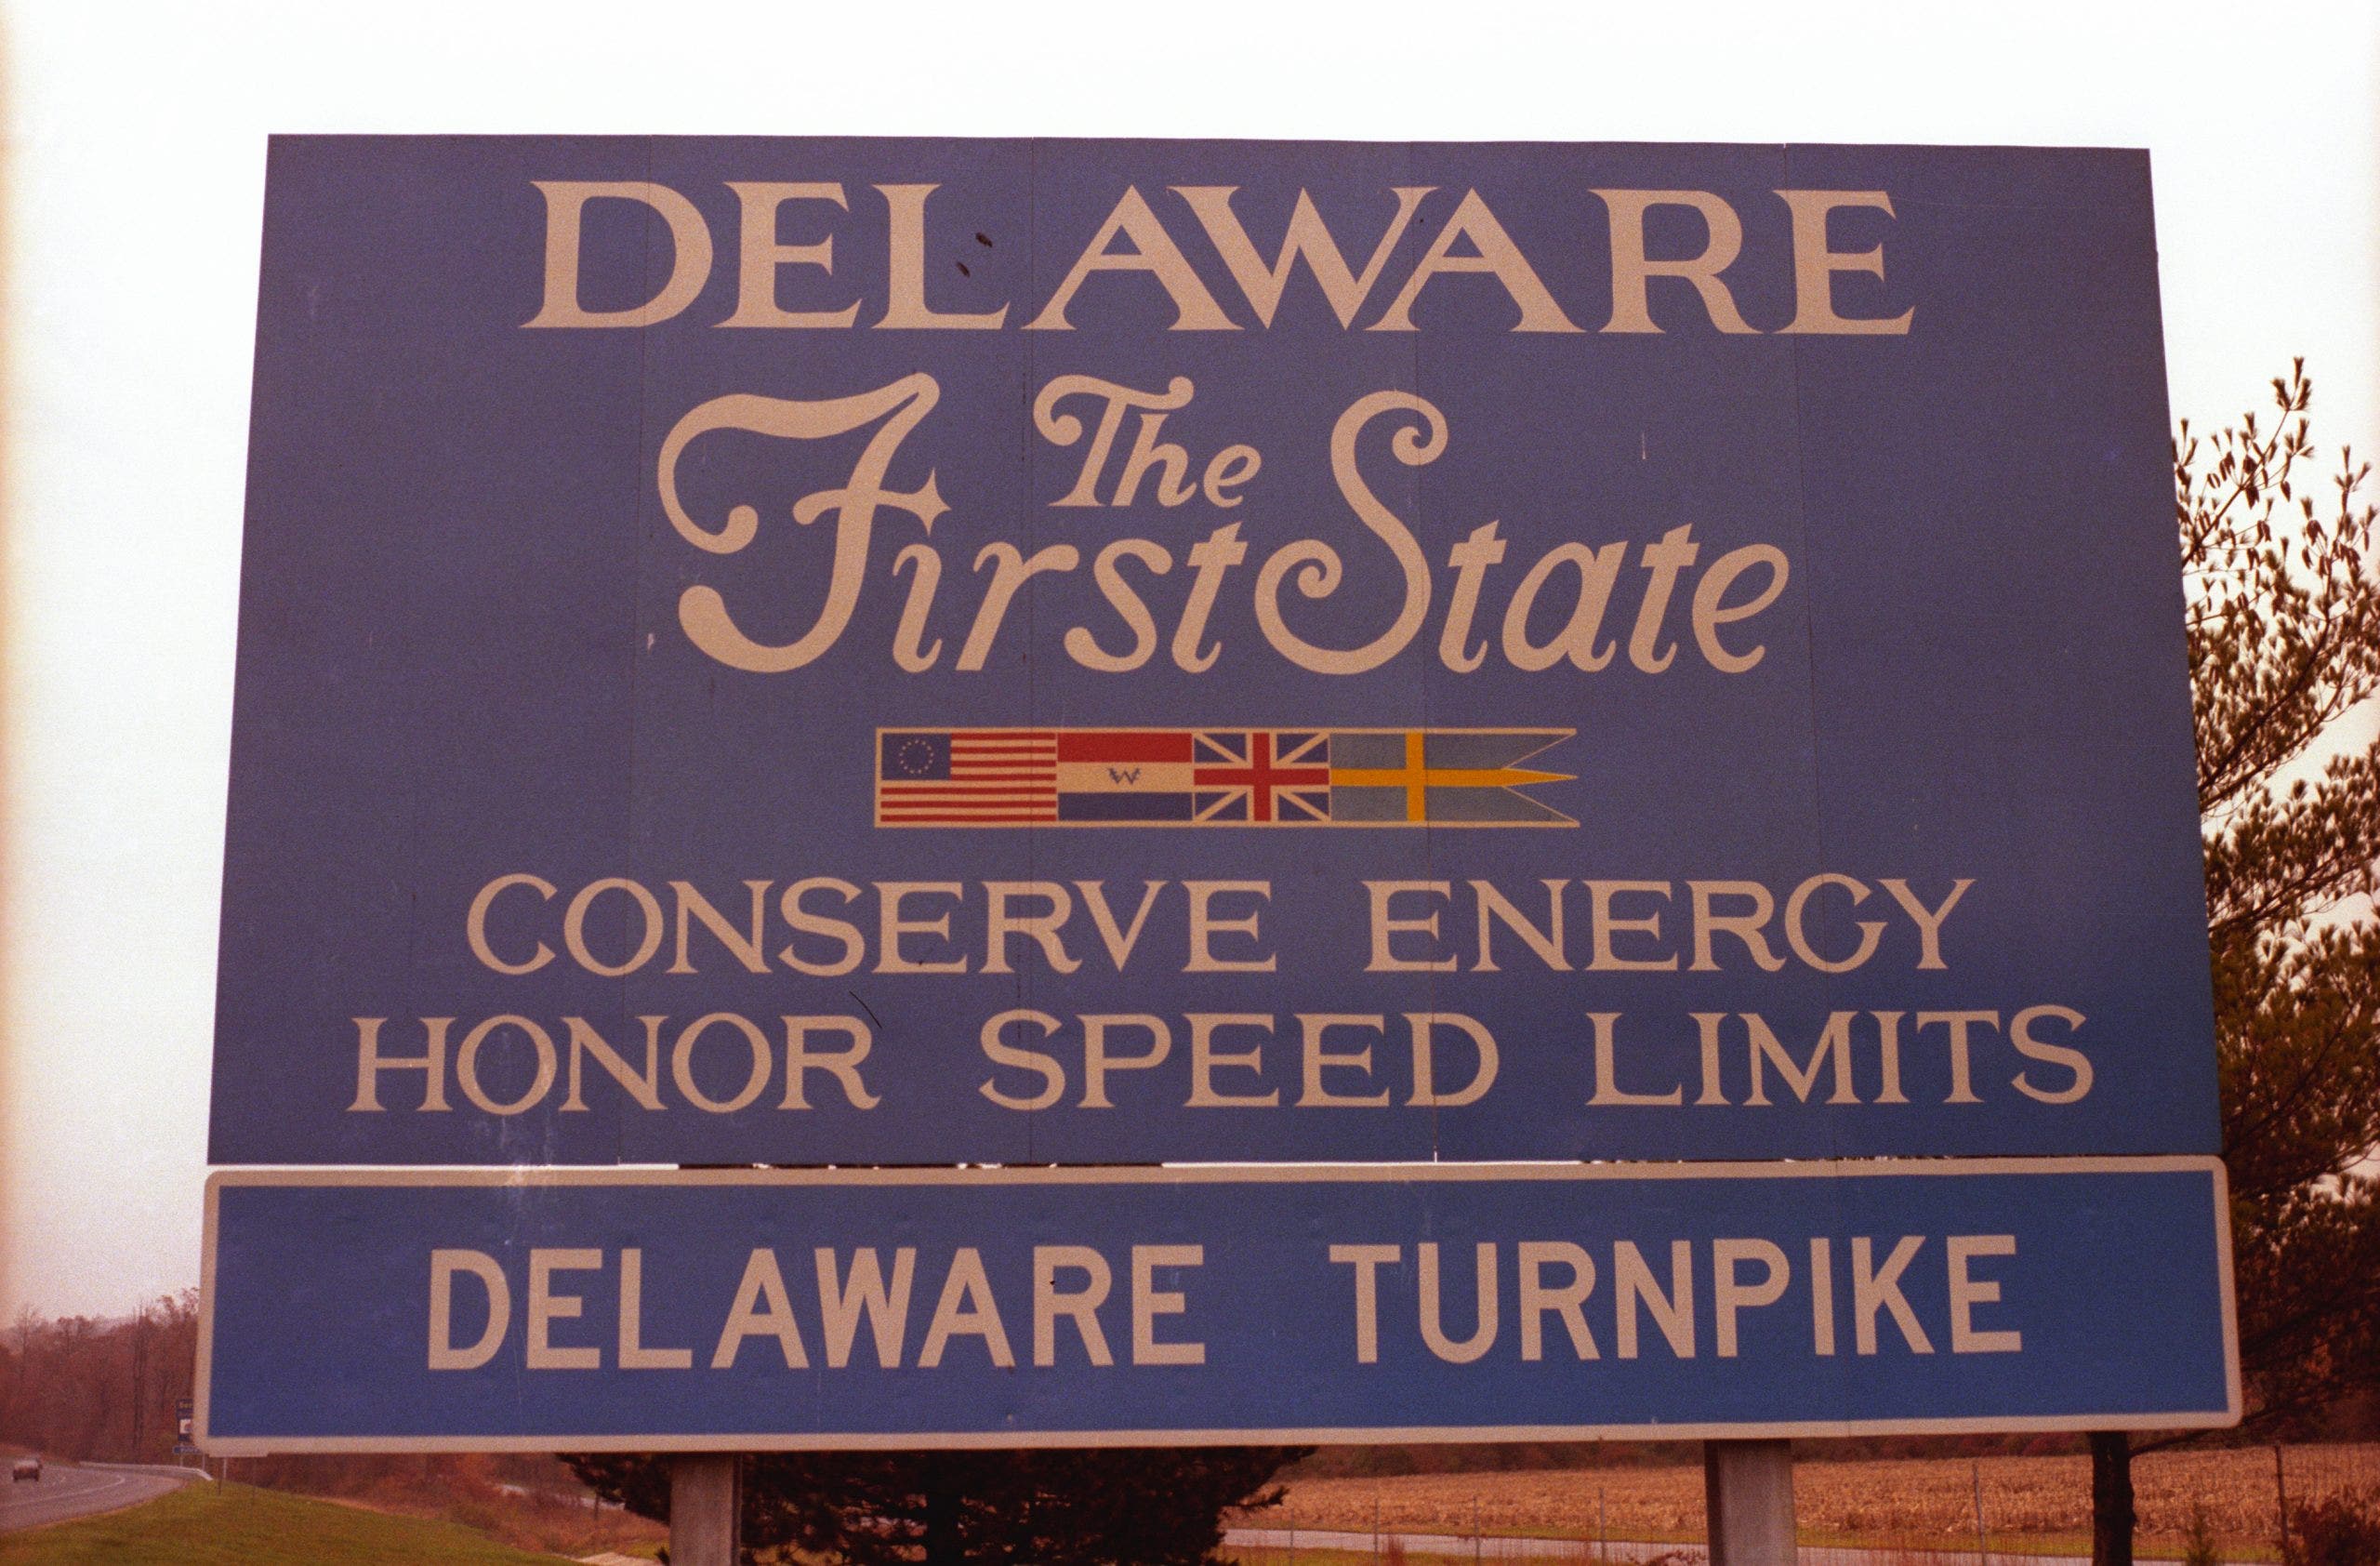 DELAWARE
The
First State
W
CONSERVE ENERGY
HONOR SPEED LIMITS
DELAWARE TURNPIKE